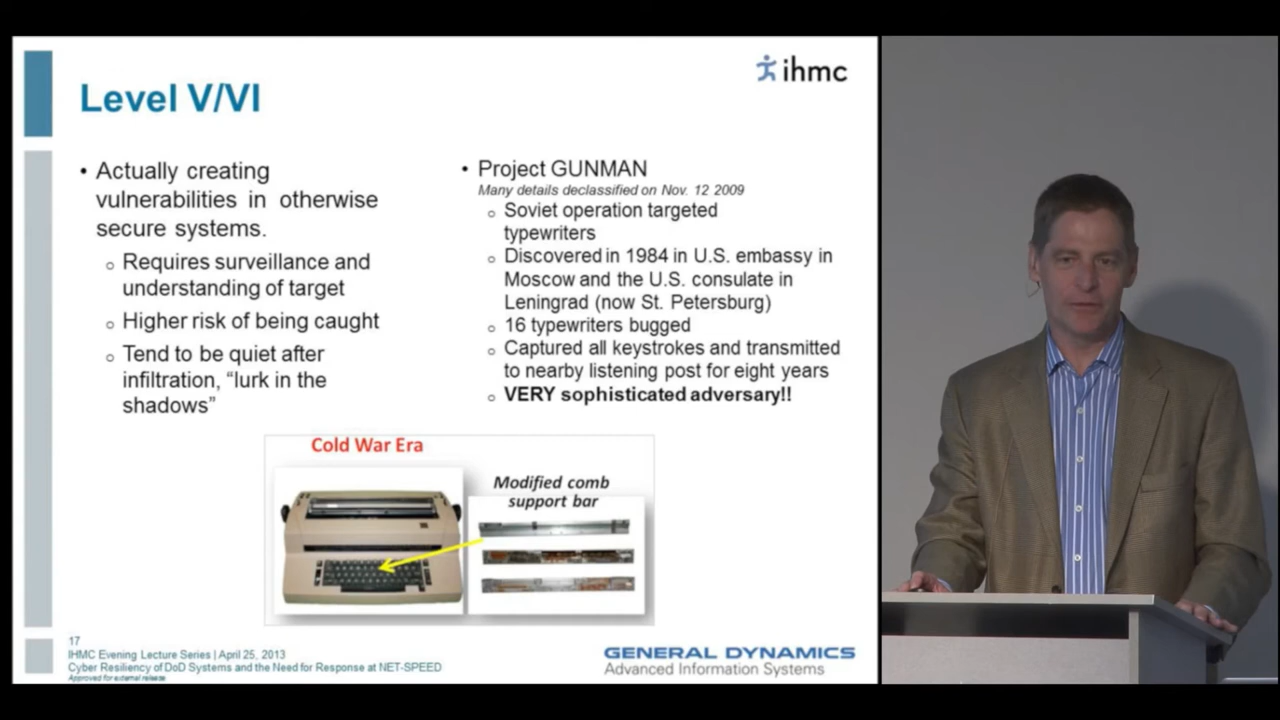 ihmc
Level V/VI
• Actually creating
vulnerabilities in otherwise
secure systems.
o Requires surveillance and
understanding of target
o Higher risk of being caught
o Tend to be quiet after
infiltration, “lurk in the
shadows”
• Project GUNMAN
Many details declassified on Nov. 12 2009
o Soviet operation targeted
typewriters
o Discovered in 1984 in U.S. embassy in
Moscow and the U.S. consulate in
Leningrad (now St. Petersburg)
o 16 typewriters bugged
o Captured all keystrokes and transmitted
to nearby listening post for eight years
o VERY sophisticated adversary!!
Cold War Era
Modified comb
support bar
17
IHMC Evening Lecture Series | April 25, 2013
Cyber Resiliency of DoD Systems and the Need for Response at NET-SPEED
Approved for external release
GENERAL DYNAMICS
Advanced Information Systems